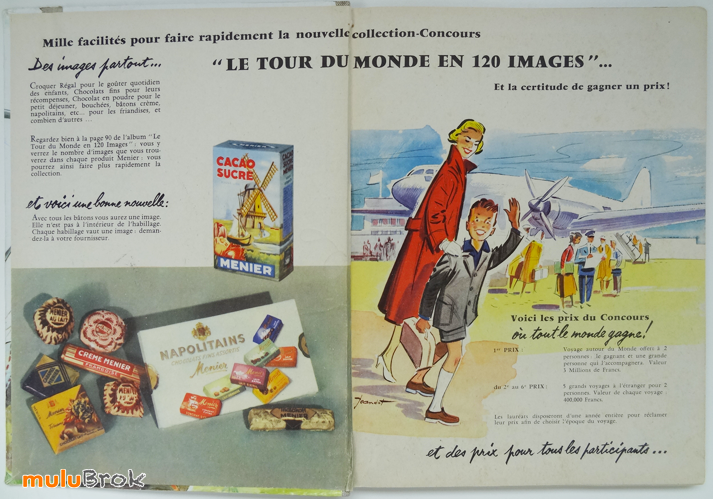 Mille facilités pour faire rapidement la nouvelle collection-Concours
"LE TOUR DU MONDE EN 120 IMAGES"...
Et la certitude de gagner un prix!
Des images partout...
Croquer Régal pour le goûter quotidien
des enfants, Chocolats fins pour leurs
récompenses, Chocolat en poudre pour le
petit déjeuner, bouchées, bâtons crème,
napolitains, etc... pour les friandises, et
combien d'autres ...
Regardez bien à la page 90 de l'album "Le
Tour du Monde en 120 Images" : vous y
verrez le nombre d'images que vous trou-
verez dans chaque produit Menier : vous
pourrez ainsi faire plus rapidement la
collection.
et voici une bonne nouvelle:
Avec tous les bâtons vous aurez une image.
Elle n'est pas à l'intérieur de l'habillage.
Chaque habillage vaut une image : deman-
dez-la à votre fournisseur.
CACAO
SUCRÉ
MENIER
NAPOLITAINS
Menier
CRÈME MENIER
MENIER
Voici les prix du Concours
où tout le monde gagne!
1er PRIX : Voyage autour du Monde offert à 2
personnes : le gagnant et une grande
personne qui l'accompagnera. Valeur
3 Millions de Francs.
du 2e au 6e PRIX : 5 grands voyages à l'étranger pour 2
personnes. Valeur de chaque voyage :
400.000 Francs.
Les lauréats disposeront d'une année entière pour réclamer
leur prix afin de choisir l'époque du voyage.
et des prix pour tous les participants...
muluBrok